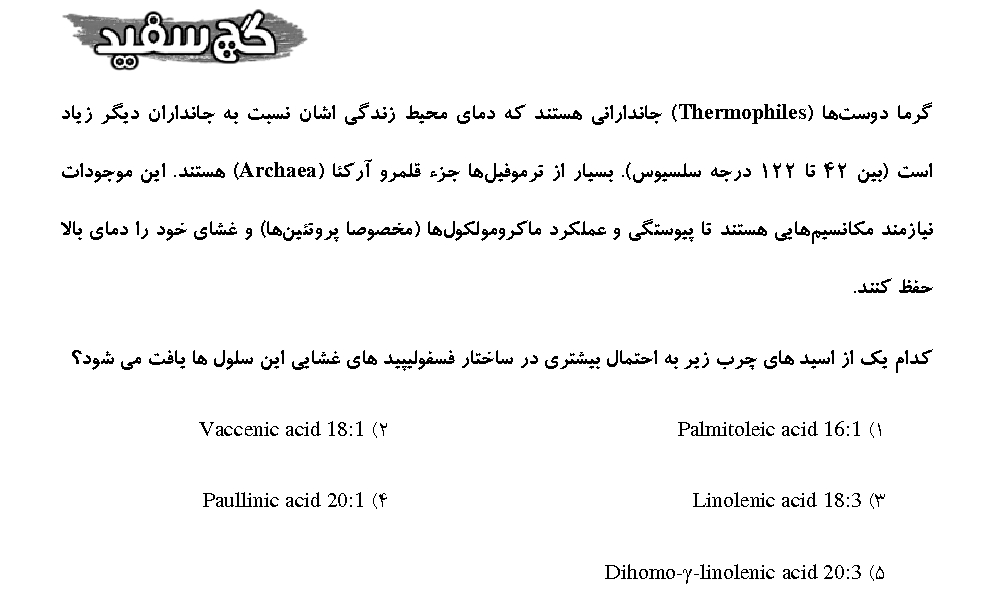 گچ سفید
گرما دوست‌ها (Thermophiles) جاندارانی هستند که دمای محیط زندگی اشان نسبت به جانداران دیگر زیاد
است (بین ۴۲ تا ۱۲۲ درجه سلسیوس). بسیار از ترموفیل‌ها جزء قلمرو آرکئا (Archaea) هستند. این موجودات
نیازمند مکانسیم‌هایی هستند تا پیوستگی و عملکرد ماکرومولکول‌ها (مخصوصا پروتئین‌ها) و غشای خود را دمای بالا
حفظ کنند.
کدام یک از اسید های چرب زیر به احتمال بیشتری در ساختار فسفولیپید های غشایی این سلول ها یافت می شود؟
۱) Palmitoleic acid 16:1 ۲) Vaccenic acid 18:1
۳) Linolenic acid 18:3 ۴) Paullinic acid 20:1
۵) Dihomo-γ-linolenic acid 20:3